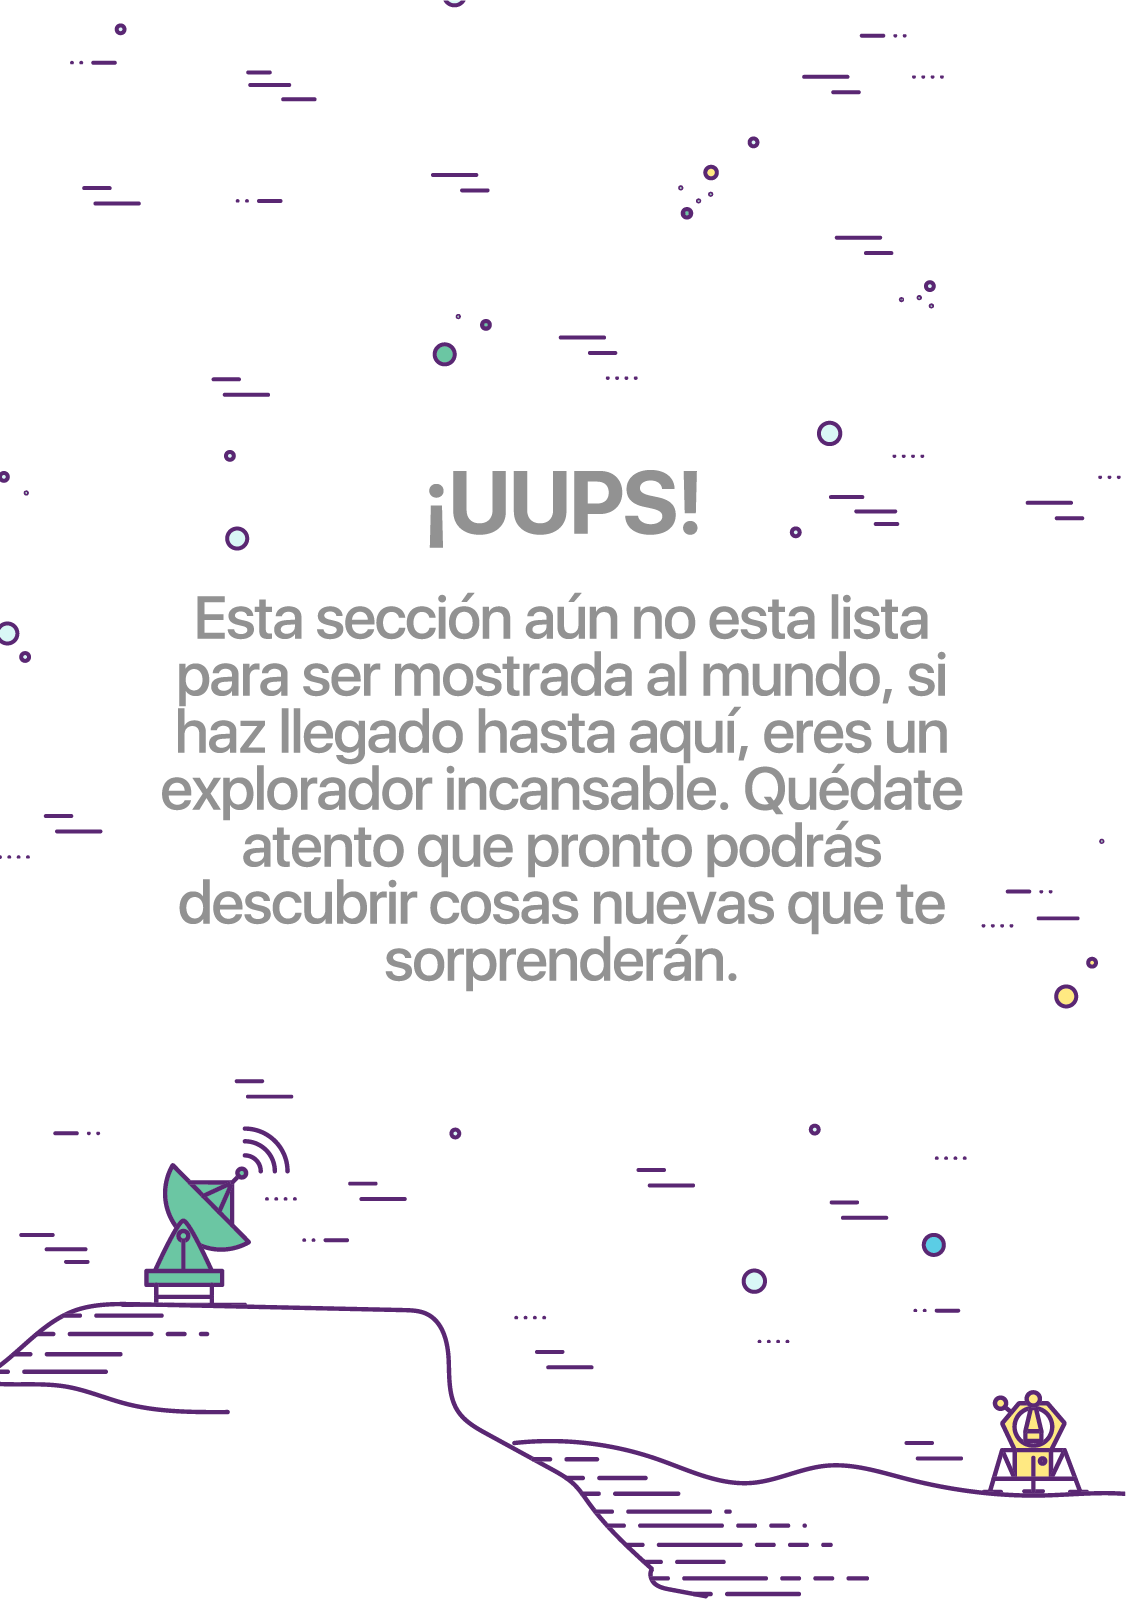 ¡UUPS!
Esta sección aún no esta lista
para ser mostrada al mundo, si
haz llegado hasta aquí, eres un
explorador incansable. Quédate
atento que pronto podrás
descubrir cosas nuevas que te
sorprenderán.